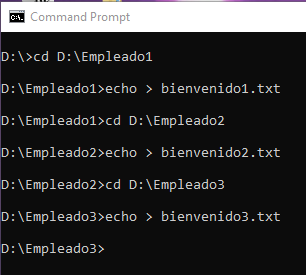 Command Prompt
D:\>cd D:\Empleado1
D:\Empleado1>echo > bienvenido1.txt
D:\Empleado1>cd D:\Empleado2
D:\Empleado2>echo > bienvenido2.txt
D:\Empleado2>cd D:\Empleado3
D:\Empleado3>echo > bienvenido3.txt
D:\Empleado3>